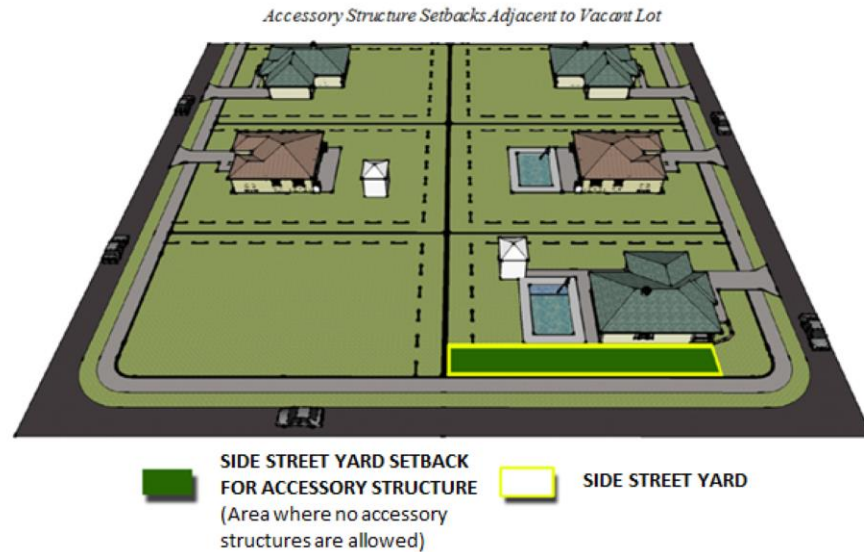 Accessory Structure Setbacks Adjacent to Vacant Lot
SIDE STREET YARD SETBACK
FOR ACCESSORY STRUCTURE
(Area where no accessory
structures are allowed)
SIDE STREET YARD